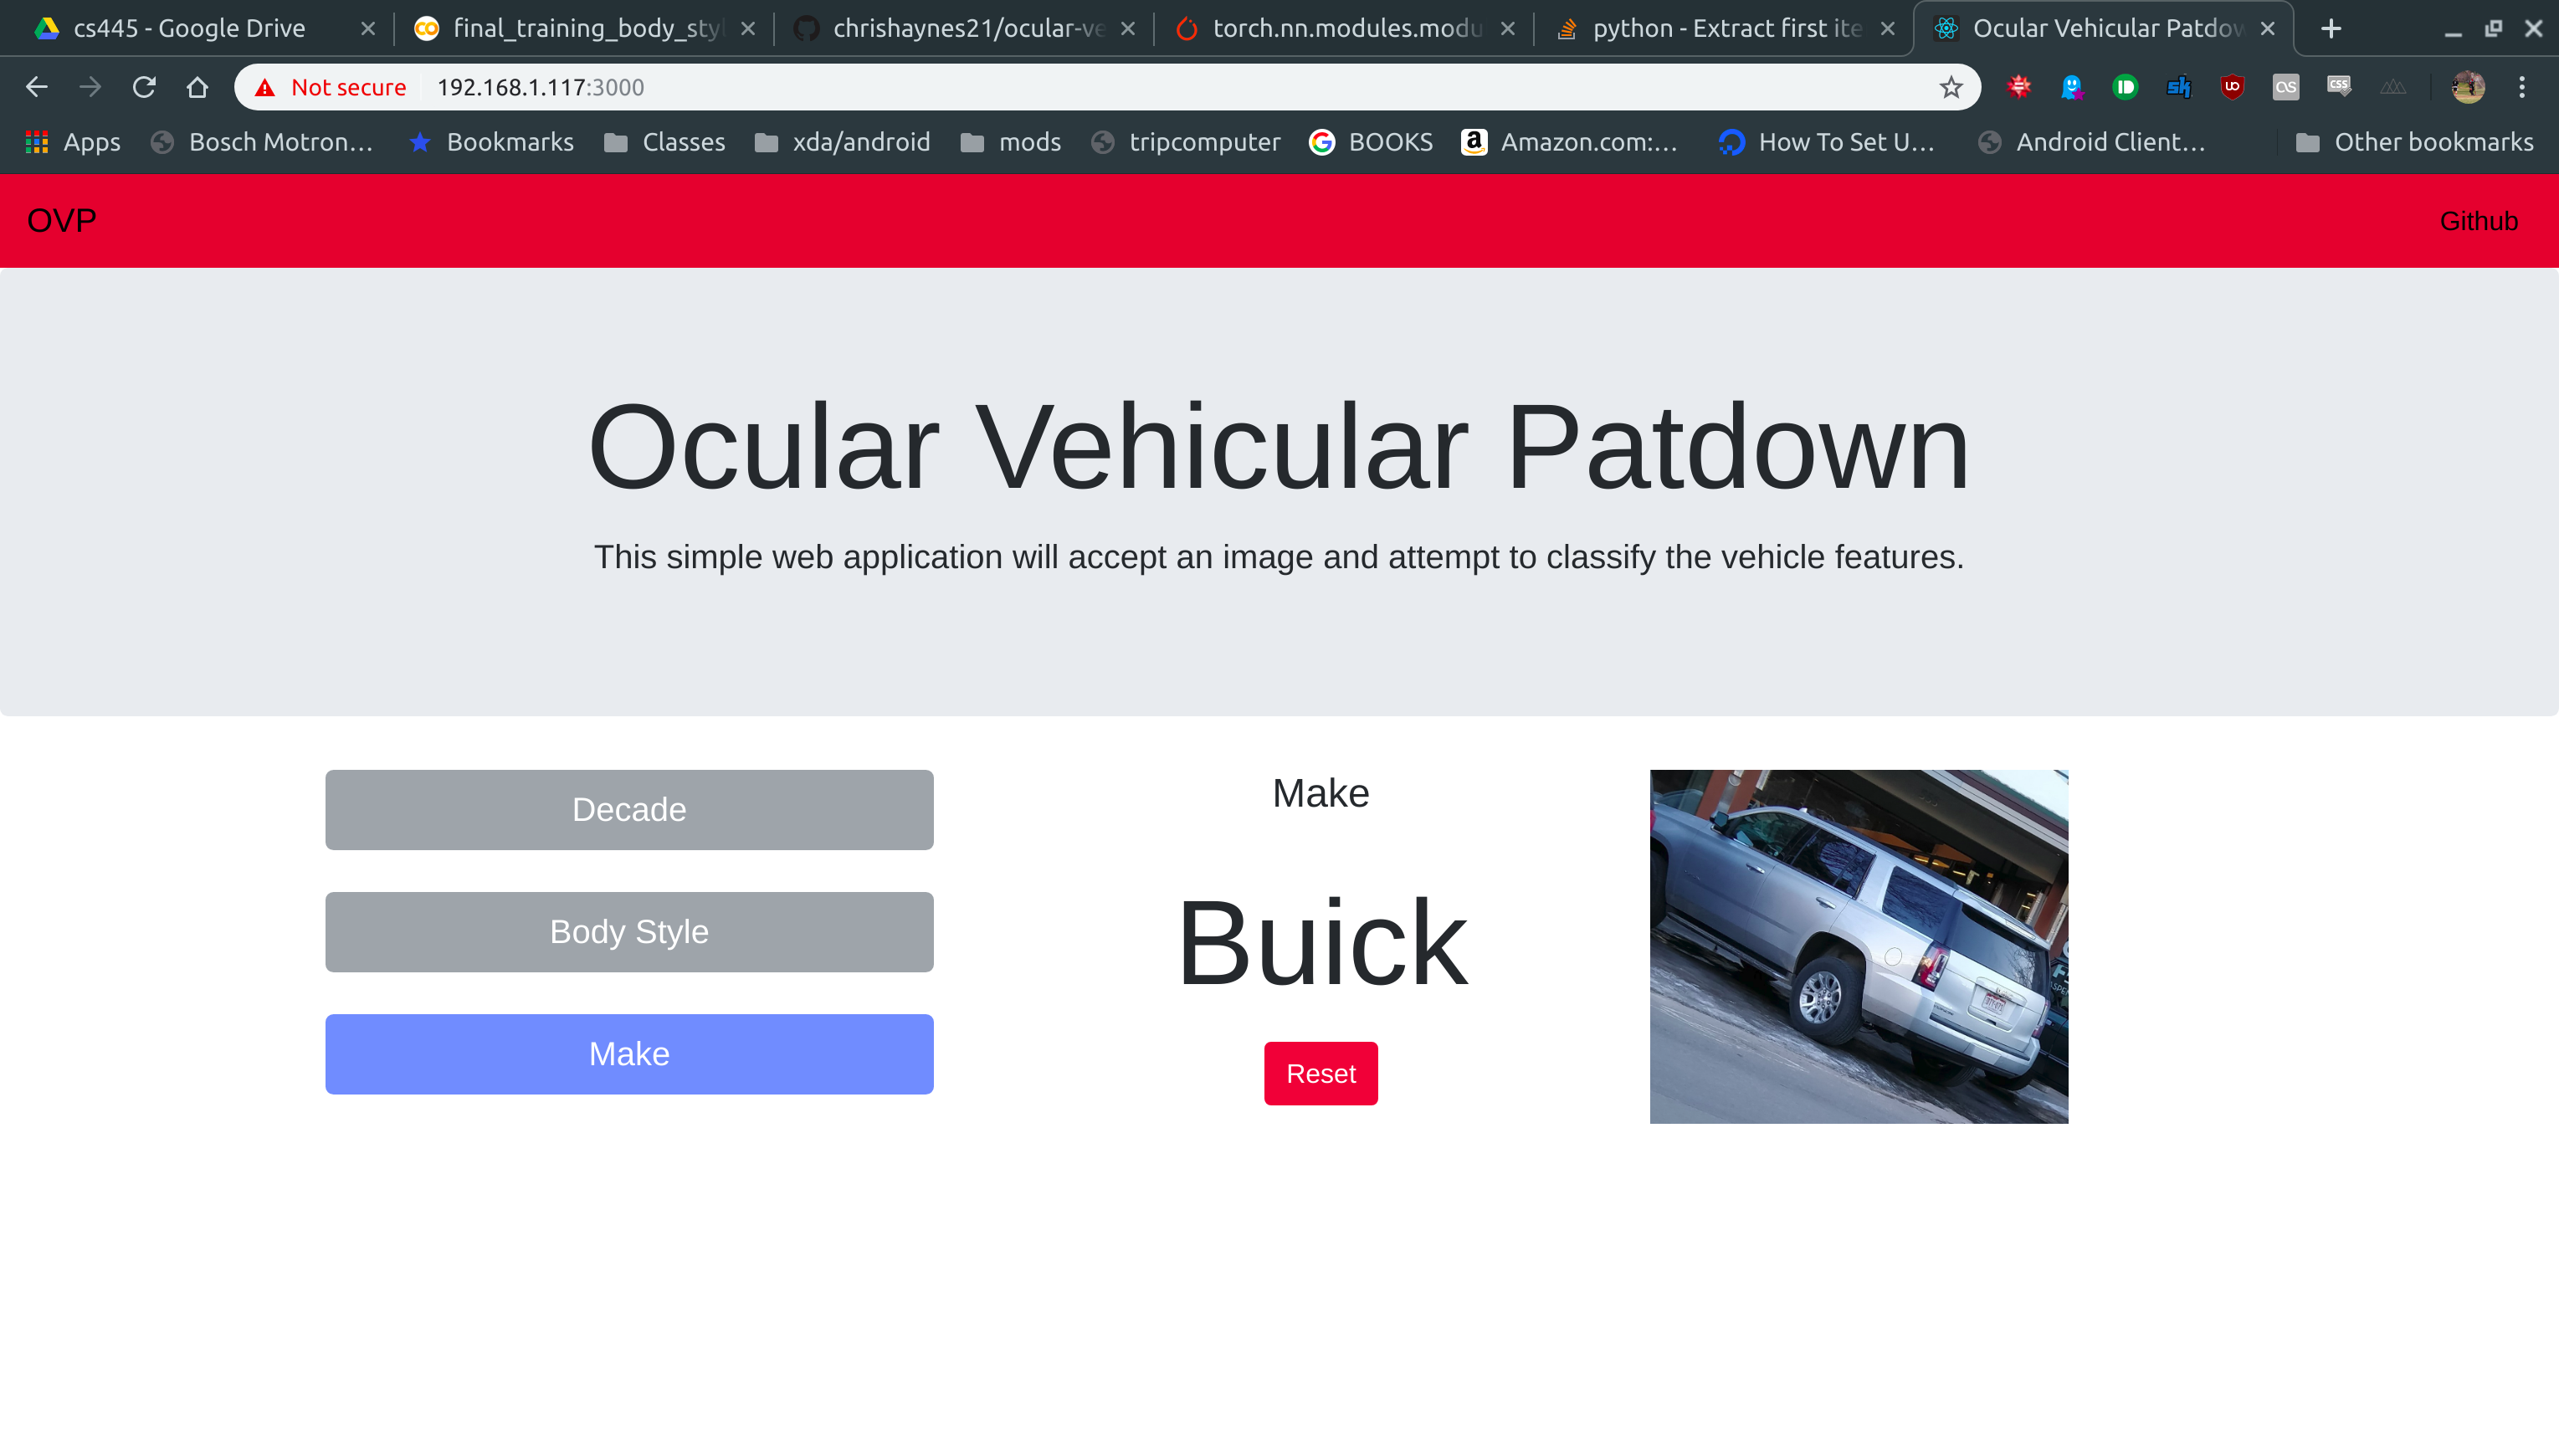 cs445 - Google Drive
final_training_body_styl
chrishaynes21/ocular-ve
torch.nn.modules.modu
python - Extract first ite
Ocular Vehicular Patdow
Not secure 192.168.1.117:3000
Apps Bosch Motron… Bookmarks Classes xda/android mods tripcomputer BOOKS Amazon.com:… How To Set U… Android Client… Other bookmarks
OVP Github
Ocular Vehicular Patdown
This simple web application will accept an image and attempt to classify the vehicle features.
Decade
Body Style
Make
Make
Buick
Reset